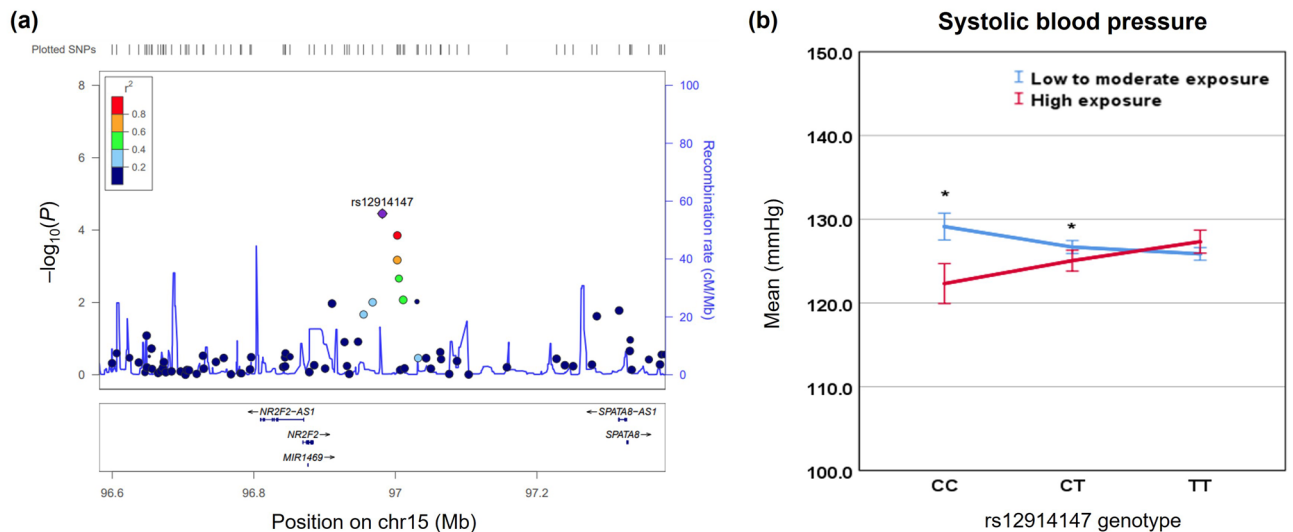 (a)
Plotted SNPs
8
6
4
2
0
–log₁₀(P)
r²
0.8
0.6
0.4
0.2
rs12914147
100
80
60
40
20
0
Recombination rate (cM/Mb)
←NR2F2−AS1
NR2F2→
MIR1469→
←SPATA8−AS1
SPATA8→
96.6 96.8 97 97.2
Position on chr15 (Mb)
(b)
Systolic blood pressure
150.0
140.0
130.0
120.0
110.0
100.0
Mean (mmHg)
Low to moderate exposure
High exposure
*
*
CC CT TT
rs12914147 genotype